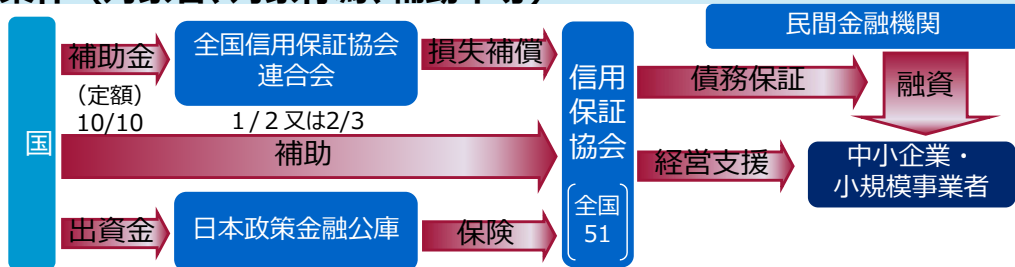 民間金融機関
補助金
全国信用保証協会
連合会
損失補償
(定額)
10/10
国
1/2又は2/3
補助
信用
保証
協会
全国
51
債務保証
融資
経営支援
中小企業・
小規模事業者
出資金
日本政策金融公庫
保険